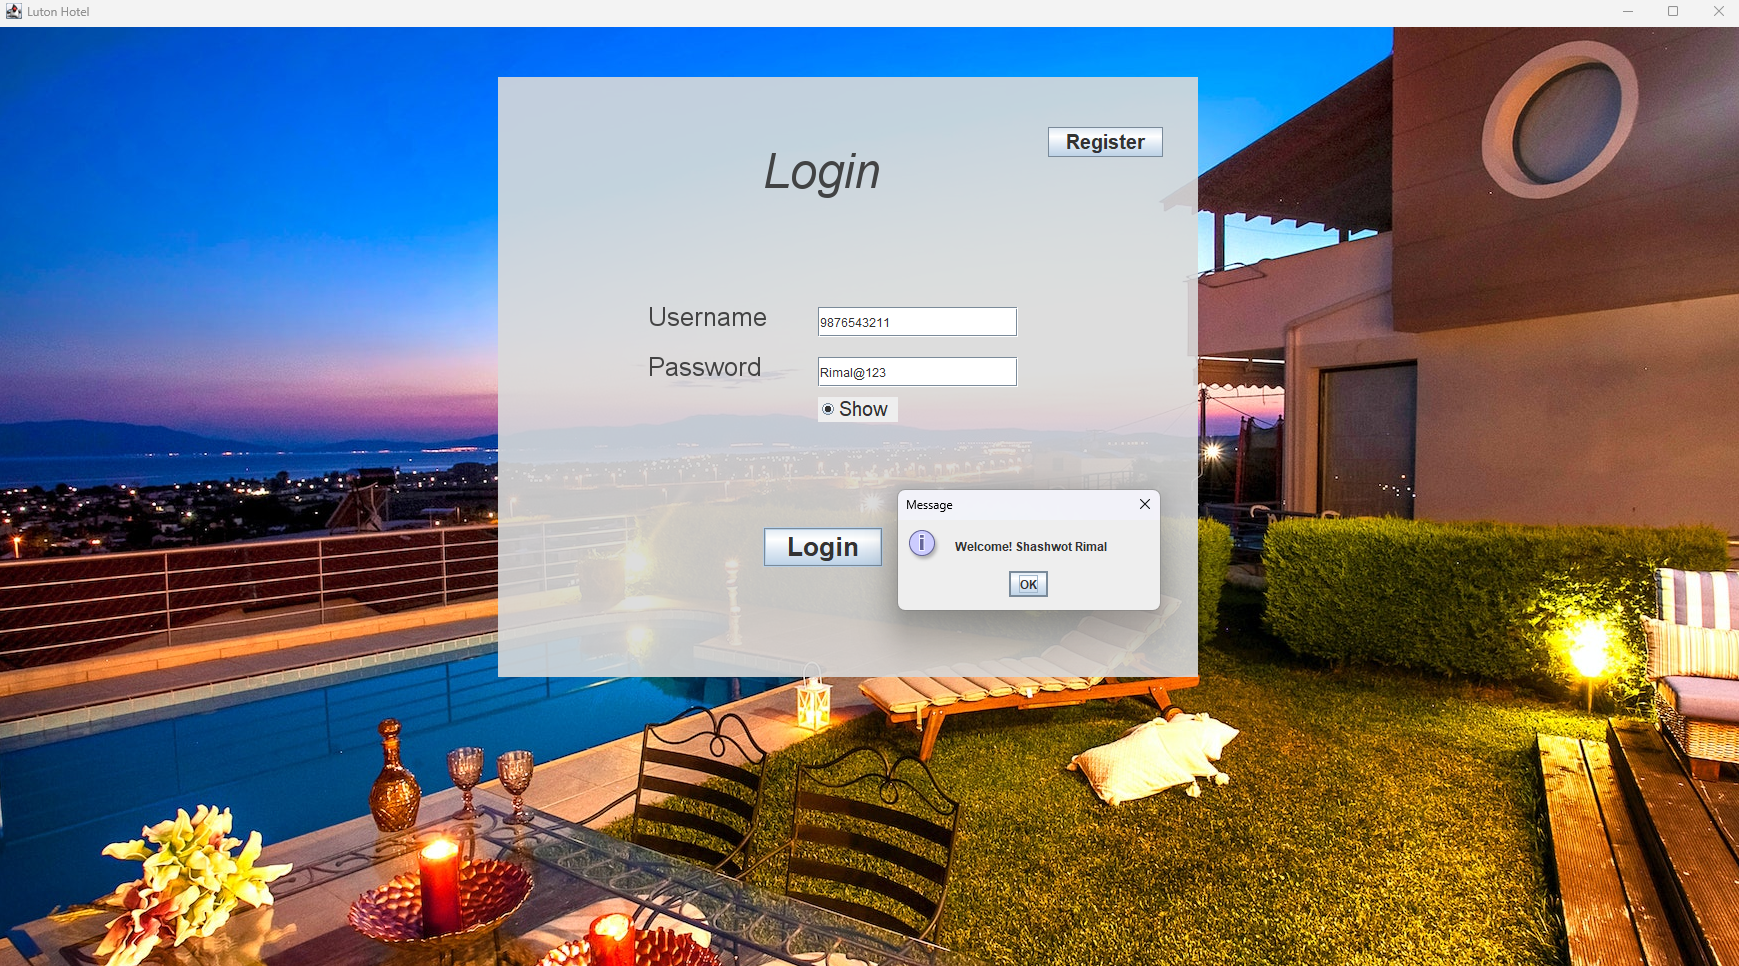 Luton Hotel
Register
Login
Username
9876543211
Password
Rimal@123
Show
Message
Login
Welcome! Shashwot Rimal
OK